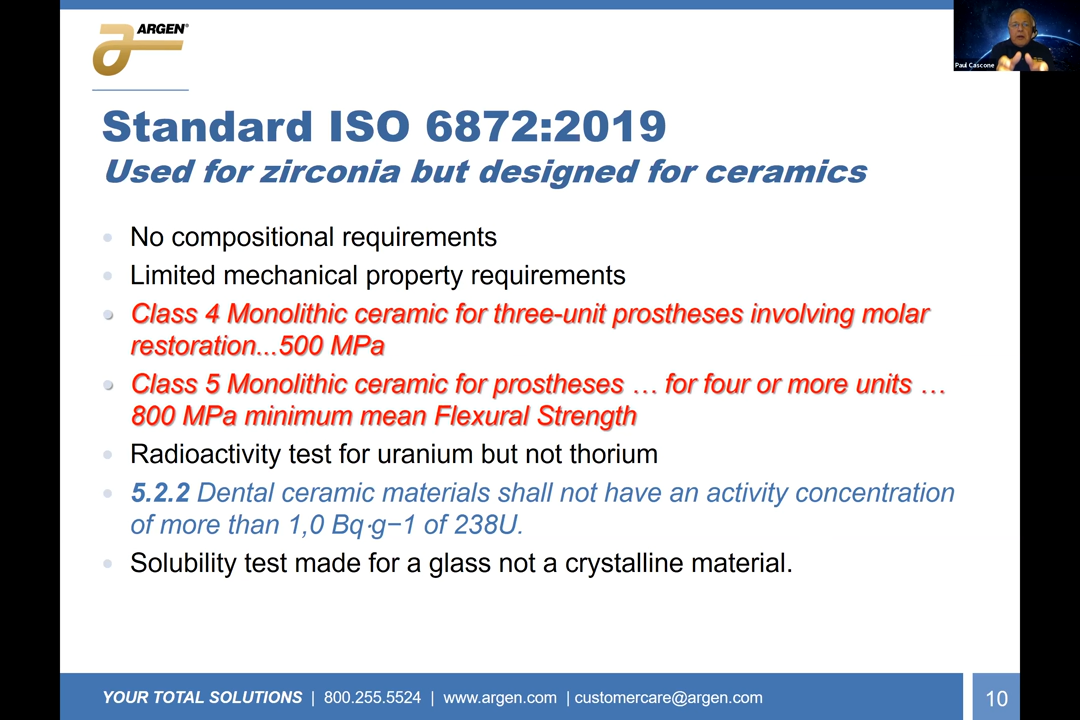 ARGEN®
Paul Cascone
Standard ISO 6872:2019
Used for zirconia but designed for ceramics
• No compositional requirements
• Limited mechanical property requirements
• Class 4 Monolithic ceramic for three-unit prostheses involving molar
restoration...500 MPa
• Class 5 Monolithic ceramic for prostheses … for four or more units …
800 MPa minimum mean Flexural Strength
• Radioactivity test for uranium but not thorium
• 5.2.2 Dental ceramic materials shall not have an activity concentration
of more than 1,0 Bq·g−1 of 238U.
• Solubility test made for a glass not a crystalline material.
YOUR TOTAL SOLUTIONS | 800.255.5524 | www.argen.com | customercare@argen.com
10